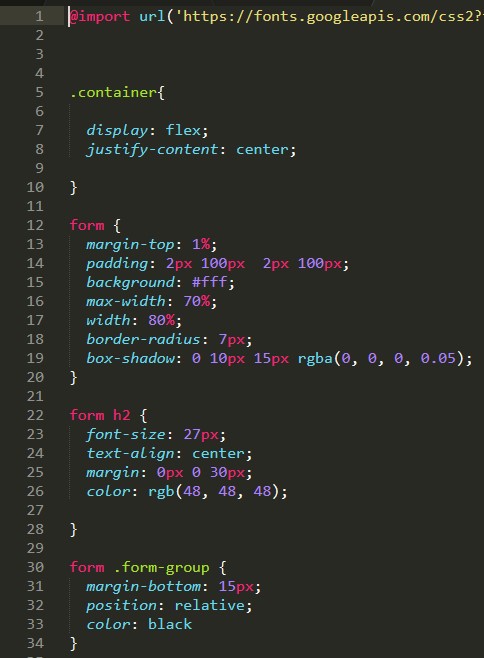 1 @import url('https://fonts.googleapis.com/css2?
2
3
4
5 .container{
6
7 display: flex;
8 justify-content: center;
9
10 }
11
12 form {
13 margin-top: 1%;
14 padding: 2px 100px  2px 100px;
15 background: #fff;
16 max-width: 70%;
17 width: 80%;
18 border-radius: 7px;
19 box-shadow: 0 10px 15px rgba(0, 0, 0, 0.05);
20 }
21
22 form h2 {
23 font-size: 27px;
24 text-align: center;
25 margin: 0px 0 30px;
26 color: rgb(48, 48, 48);
27
28 }
29
30 form .form-group {
31 margin-bottom: 15px;
32 position: relative;
33 color: black
34 }